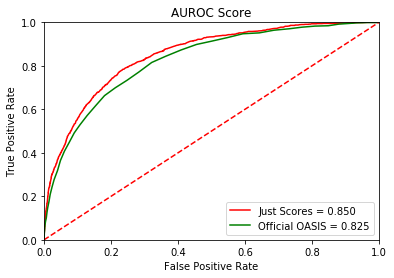 AUROC Score
1.0
0.8
0.6
0.4
0.2
0.0
True Positive Rate
0.0 0.2 0.4 0.6 0.8 1.0
False Positive Rate
Just Scores = 0.850
Official OASIS = 0.825